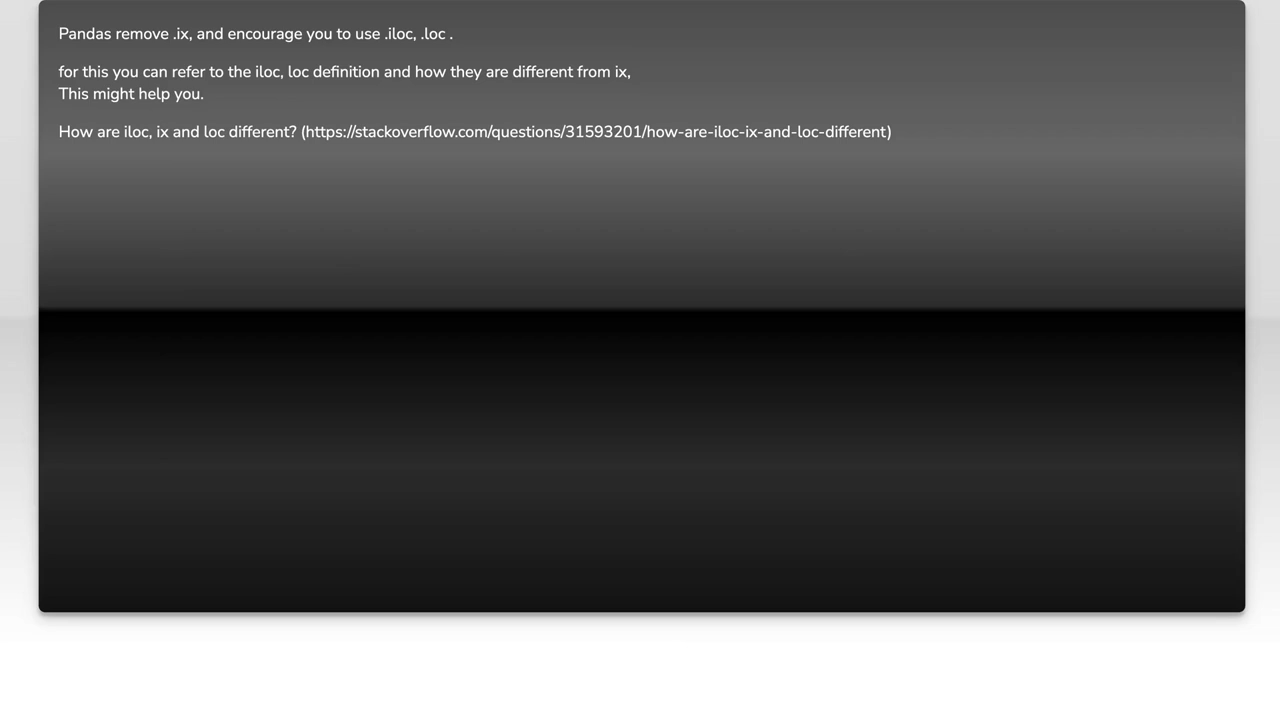 Pandas remove .ix, and encourage you to use .iloc, .loc .
for this you can refer to the iloc, loc definition and how they are different from ix,
This might help you.
How are iloc, ix and loc different? (https://stackoverflow.com/questions/31593201/how-are-iloc-ix-and-loc-different)